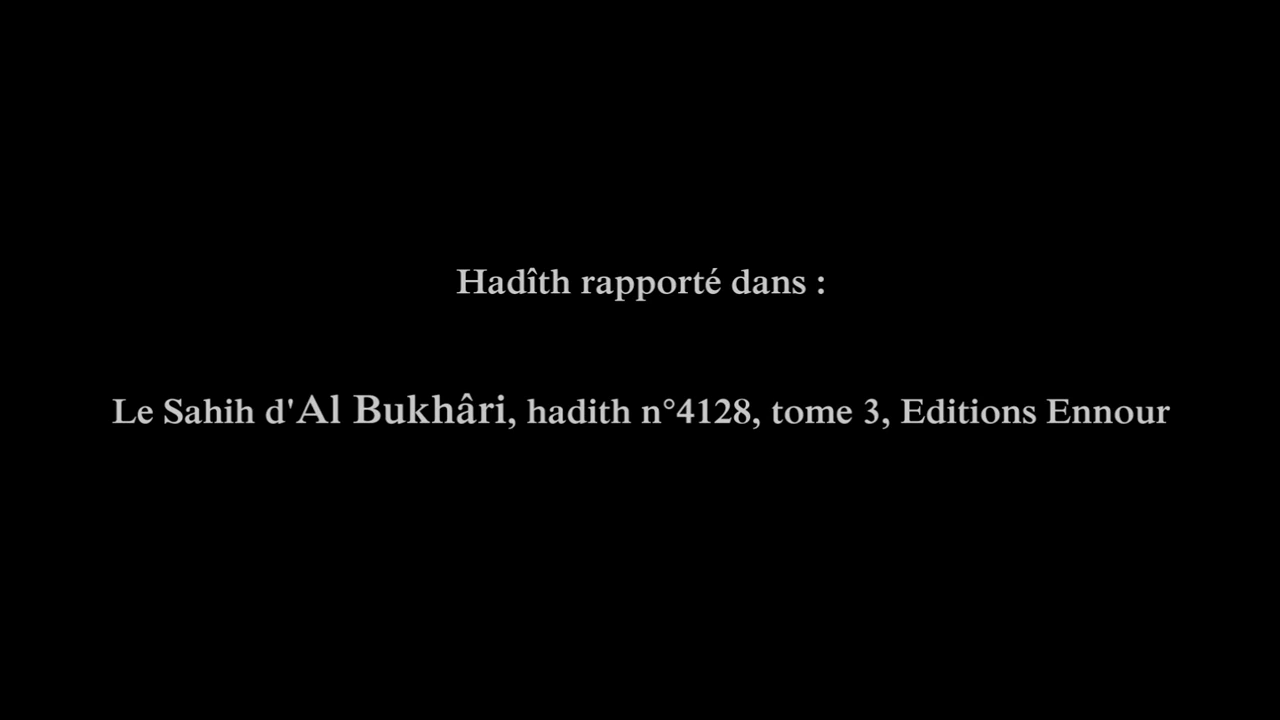 Hadîth rapporté dans :
Le Sahih d'Al Bukhâri, hadith n°4128, tome 3, Editions Ennour